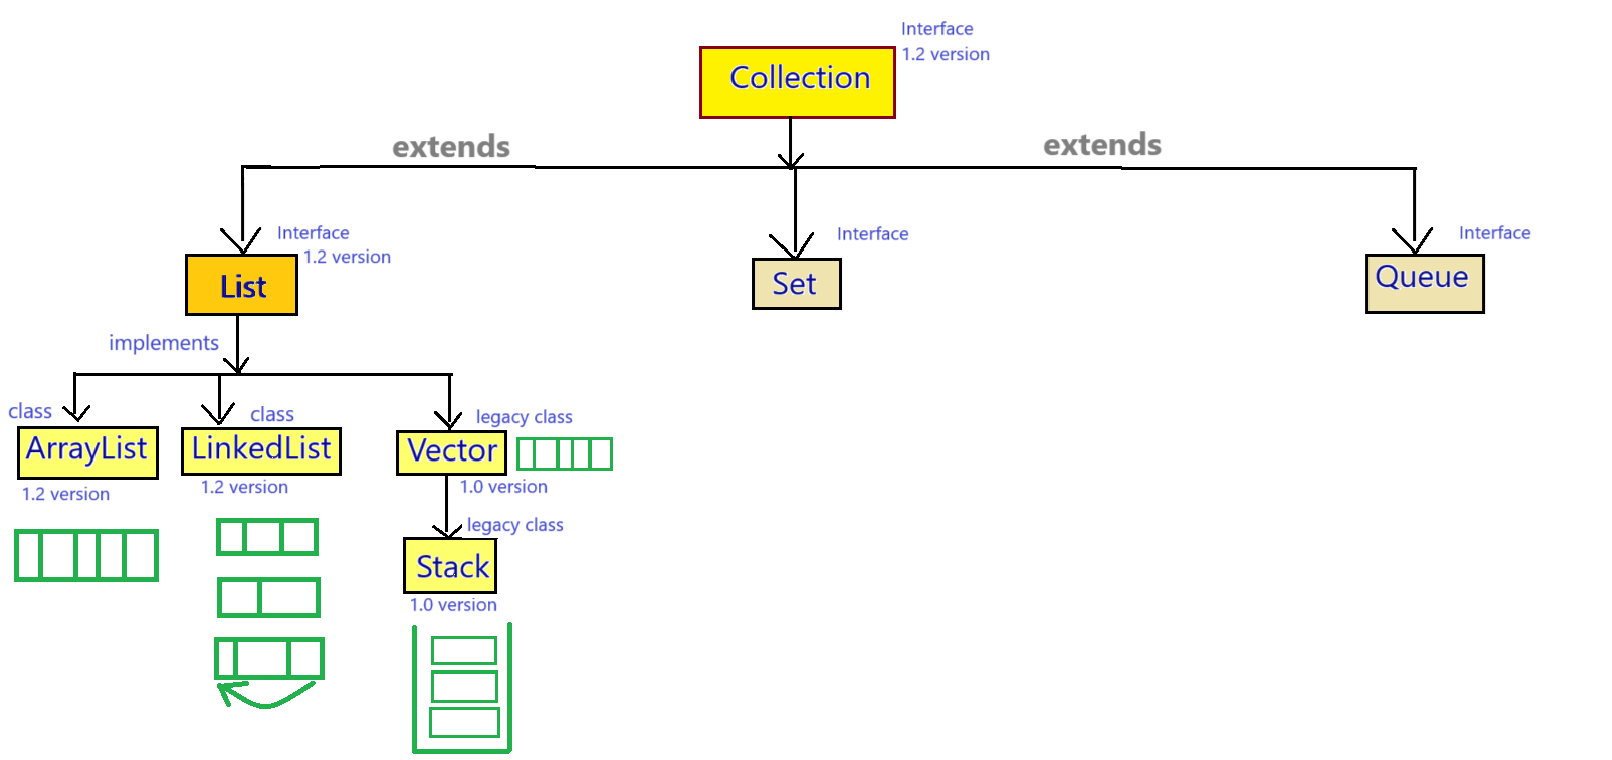 Interface
1.2 version
Collection
extends
extends
Interface
1.2 version
List
Interface
Set
Interface
Queue
implements
class
ArrayList
1.2 version
class
LinkedList
1.2 version
legacy class
Vector
1.0 version
legacy class
Stack
1.0 version